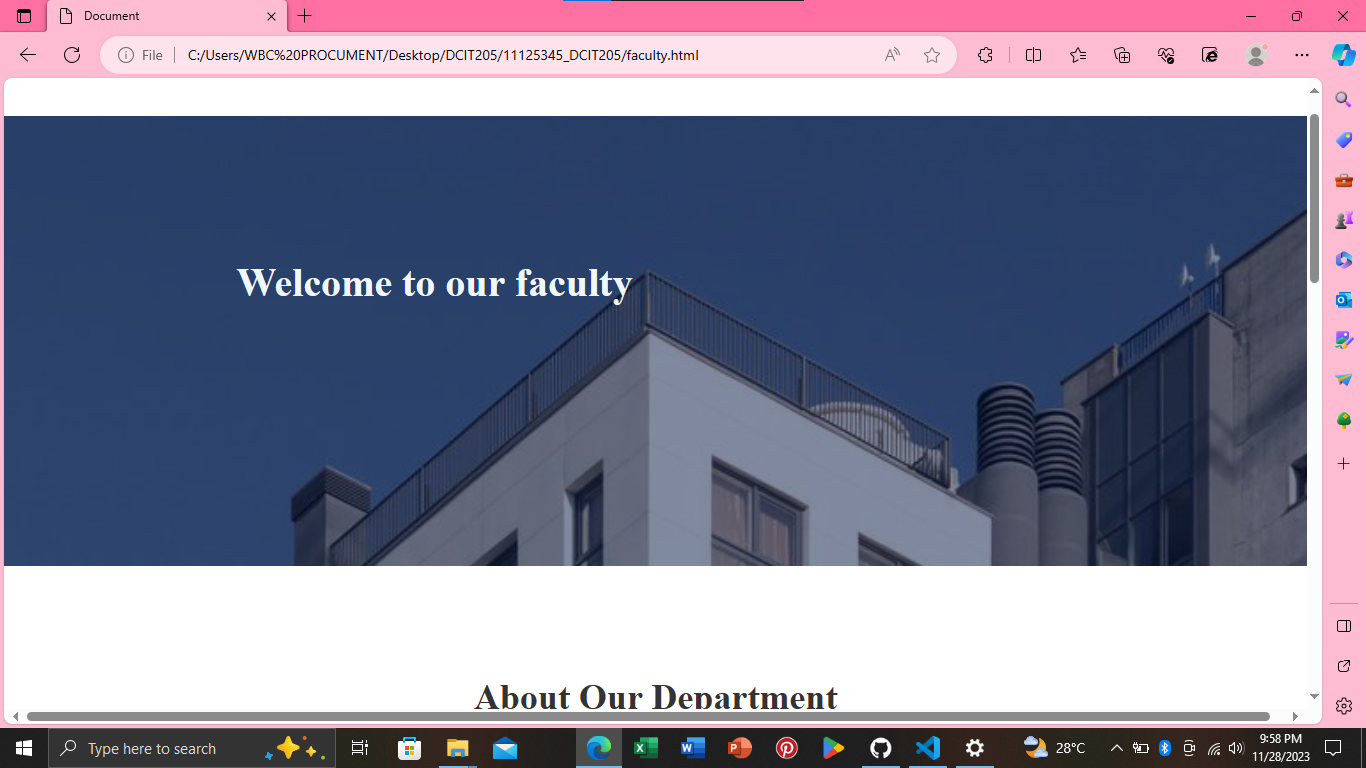 Document
File
C:/Users/WBC%20PROCUMENT/Desktop/DCIT205/11125345_DCIT205/faculty.html
Welcome to our faculty
About Our Department
Type here to search
28°C
9:58 PM
11/28/2023